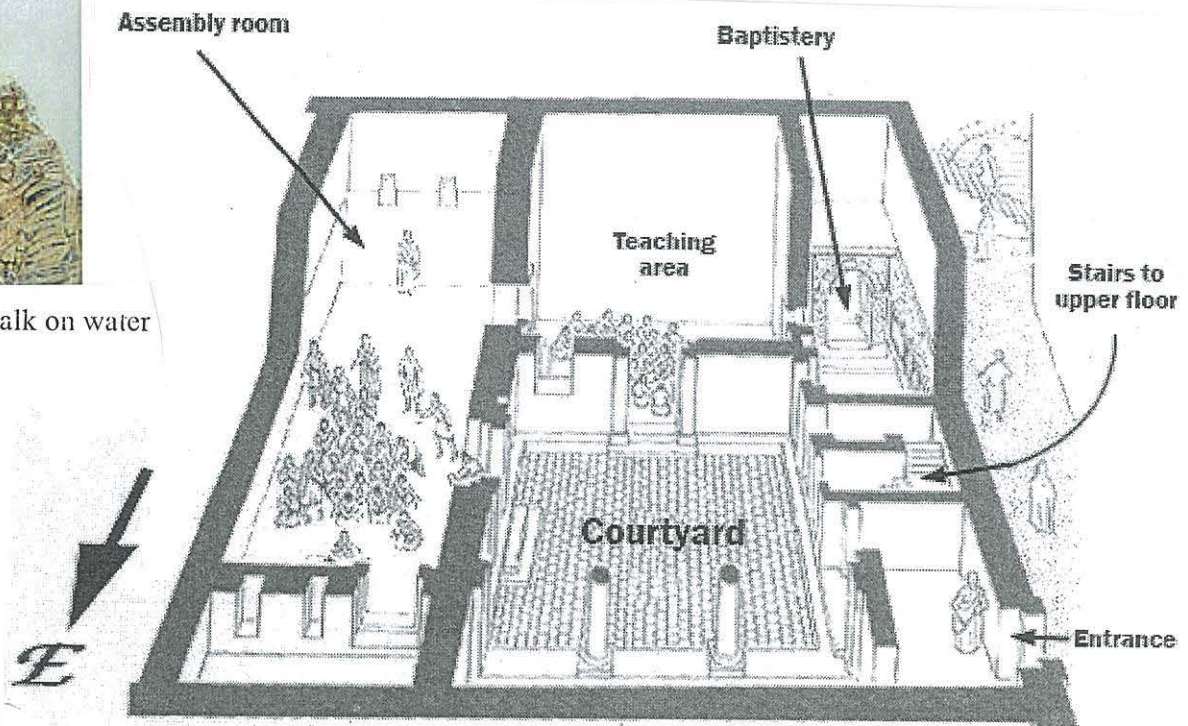 Assembly room
Baptistery
Teaching
area
Stairs to
upper floor
alk on water
Courtyard
Entrance
E